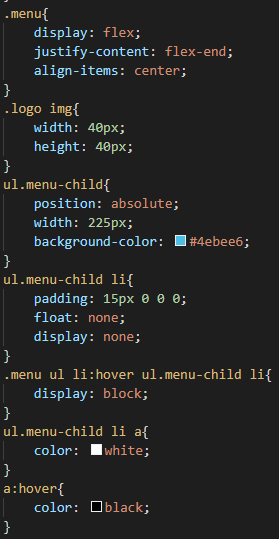 .menu{
    display: flex;
    justify-content: flex-end;
    align-items: center;
}
.logo img{
    width: 40px;
    height: 40px;
}
ul.menu-child{
    position: absolute;
    width: 225px;
    background-color: #4ebee6;
}
ul.menu-child li{
    padding: 15px 0 0 0;
    float: none;
    display: none;
}
.menu ul li:hover ul.menu-child li{
    display: block;
}
ul.menu-child li a{
    color: white;
}
a:hover{
    color: black;
}